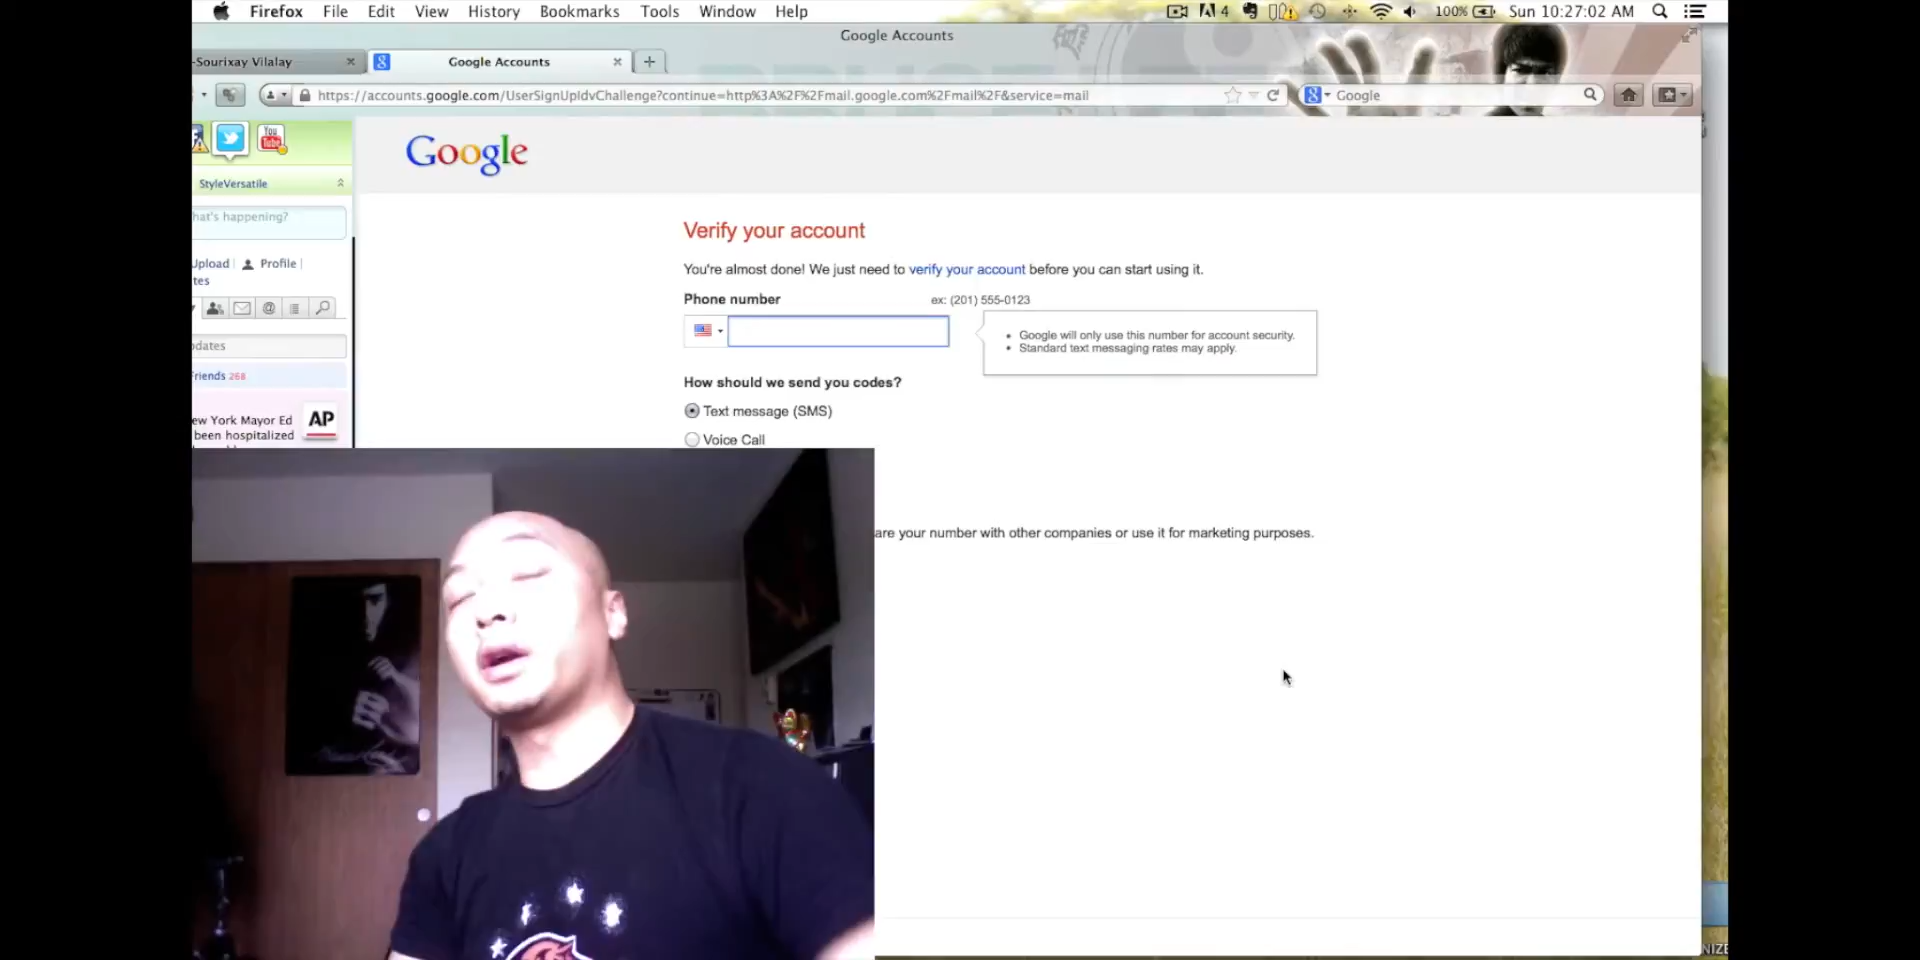 Firefox File Edit View History Bookmarks Tools Window Help
4 100% Sun 10:27:02 AM
Google Accounts
-Sourixay Vilalay
Google Accounts
https://accounts.google.com/UserSignUpIdvChallenge?continue=http%3A%2F%2Fmail.google.com%2Fmail%2F&service=mail
Google
You
Tube
Google
StyleVersatile
hat's happening?
Upload Profile
tes
dates
Friends 268
ew York Mayor Ed
been hospitalized
AP
Verify your account
You're almost done! We just need to verify your account before you can start using it.
Phone number ex: (201) 555-0123
Google will only use this number for account security.
Standard text messaging rates may apply.
How should we send you codes?
Text message (SMS)
Voice Call
are your number with other companies or use it for marketing purposes.
NIZE